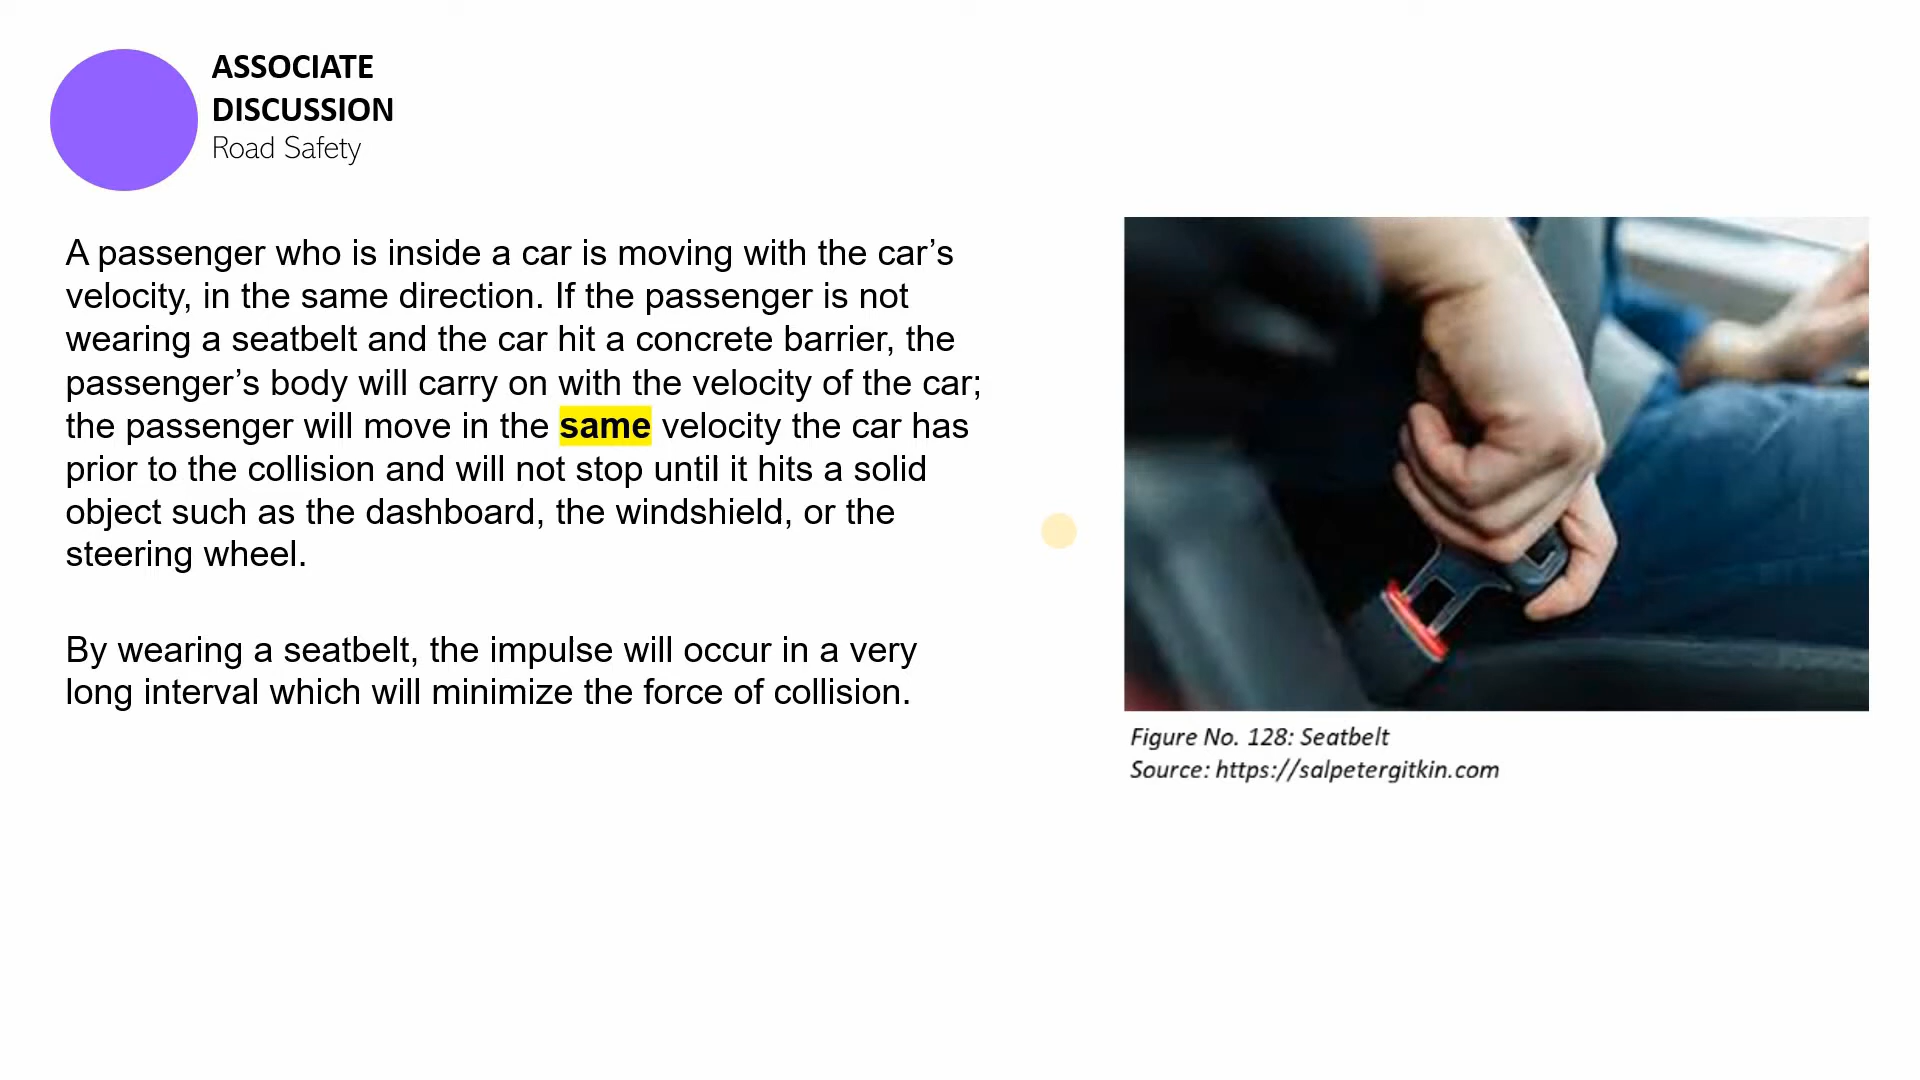 ASSOCIATE
DISCUSSION
Road Safety
A passenger who is inside a car is moving with the car’s
velocity, in the same direction. If the passenger is not
wearing a seatbelt and the car hit a concrete barrier, the
passenger’s body will carry on with the velocity of the car;
the passenger will move in the same velocity the car has
prior to the collision and will not stop until it hits a solid
object such as the dashboard, the windshield, or the
steering wheel.
By wearing a seatbelt, the impulse will occur in a very
long interval which will minimize the force of collision.
Figure No. 128: Seatbelt
Source: https://salpetergitkin.com